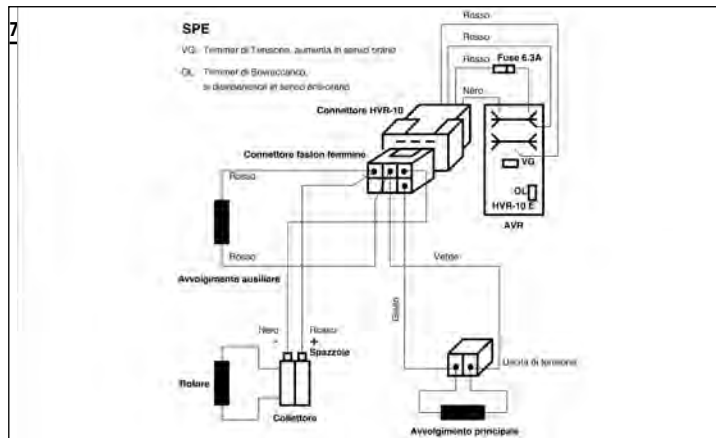 7
SPE
VG: Trimmer di Tensione, aumenta in senso orario
OL: Trimmer di Sovraccarico,
si disinserisce in senso anti-orario
Rosso
Rosso
Rosso
Fuse 6.3A
Nero
Connettore HVR-10
Connettore faston femmine
VG
OL
HVR-10 E
AVR
Rosso
Rosso
Avvolgimento ausiliare
Verde
Giallo
Nero
-
Rosso
+
Spazzole
Uscita di tensione
Rotore
Collettore
Avvolgimento principale